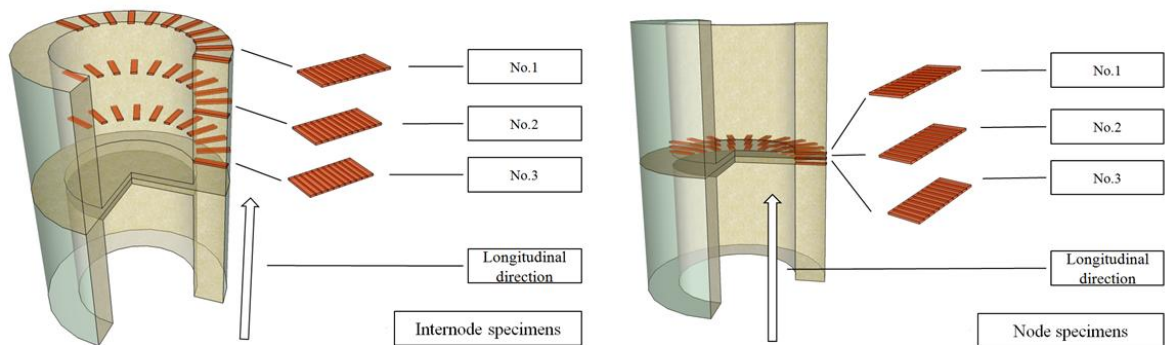 No.1
No.2
No.3
Longitudinal
direction
Internode specimens
No.1
No.2
No.3
Longitudinal
direction
Node specimens